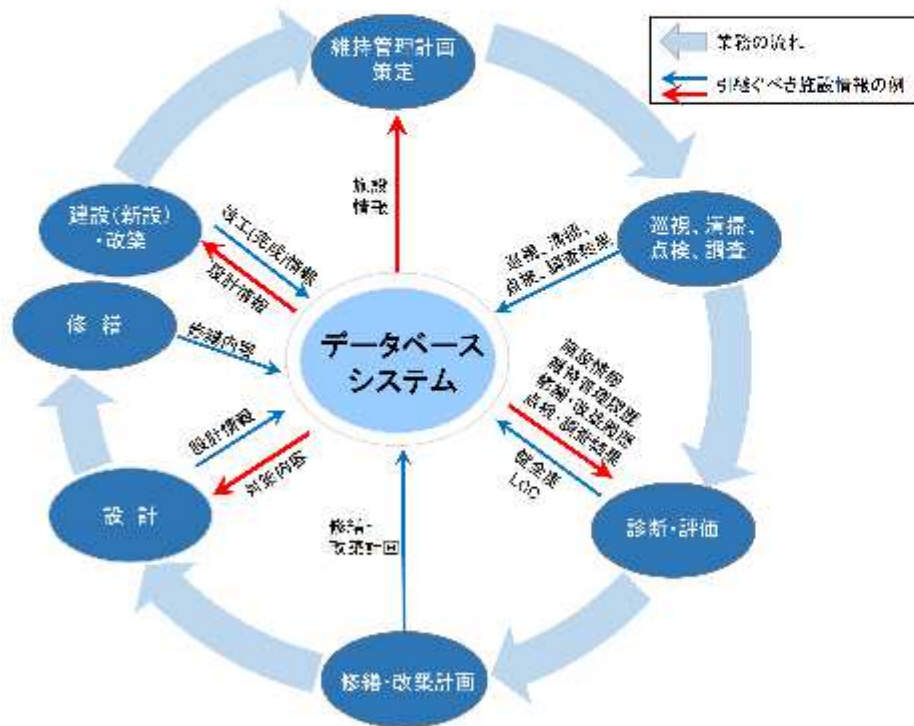 維持管理計画
策定
業務の流れ
引継ぐべき施設情報の例
建設(新設)
・改築
巡視、清掃、
点検、調査
施設
情報
竣工(完成)情報
設計情報
巡視、清掃、
点検、調査結果
修 繕
データベース
システム
修繕内容
施設情報
維持管理履歴
修繕・改築履歴
点検・調査結果
健全度
LCC
設計情報
対策内容
設 計
診断・評価
修繕・
改築計画
修繕・改築計画